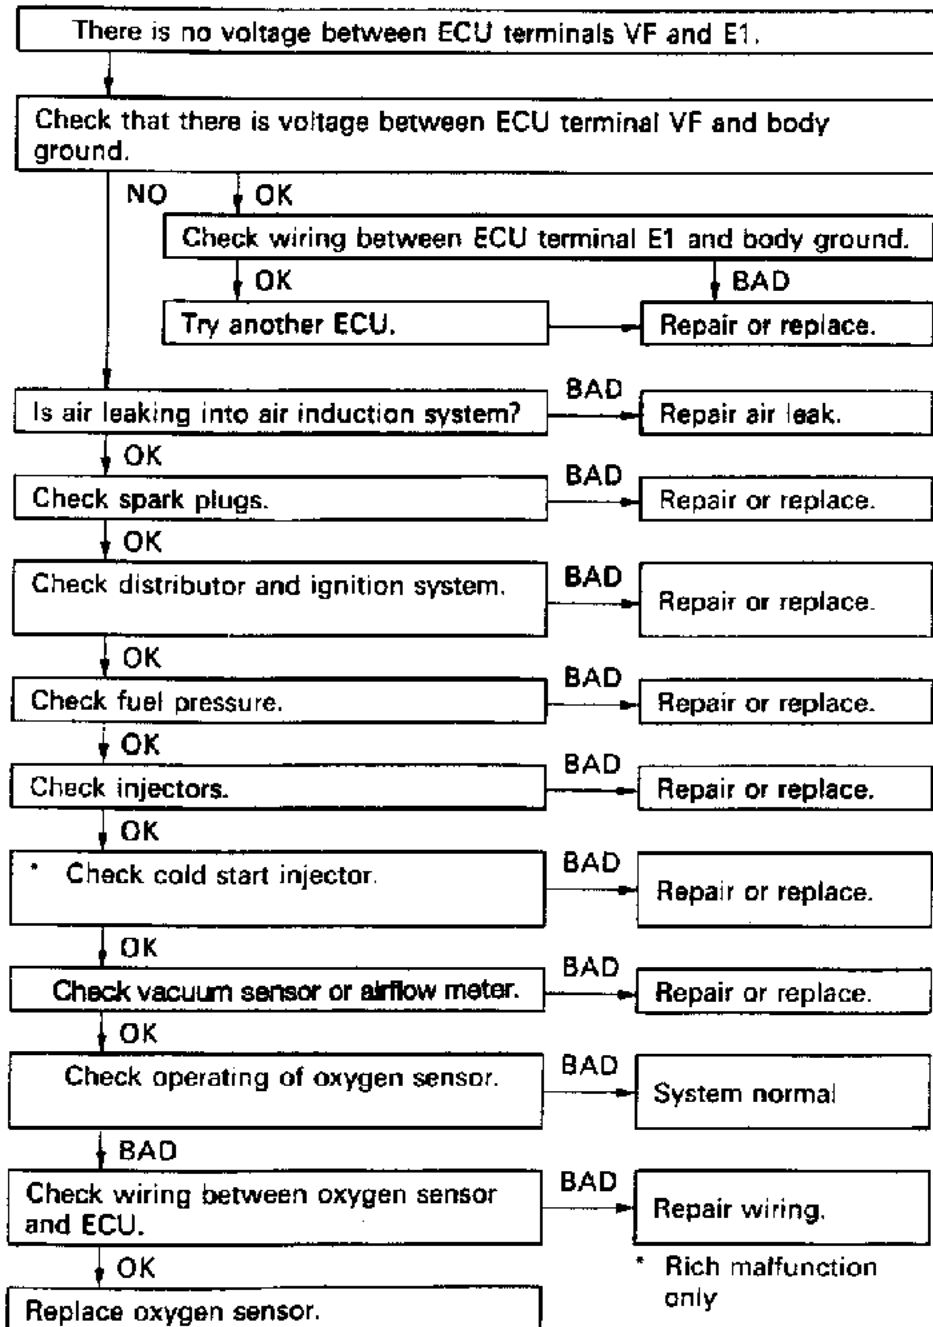 There is no voltage between ECU terminals VF and E1.
Check that there is voltage between ECU terminal VF and body
ground.
NO
OK
Check wiring between ECU terminal E1 and body ground.
OK
BAD
Try another ECU.
Repair or replace.
Is air leaking into air induction system?
BAD
Repair air leak.
OK
Check spark plugs.
BAD
Repair or replace.
OK
Check distributor and ignition system.
BAD
Repair or replace.
OK
Check fuel pressure.
BAD
Repair or replace.
OK
Check injectors.
BAD
Repair or replace.
OK
* Check cold start injector.
BAD
Repair or replace.
OK
Check vacuum sensor or airflow meter.
BAD
Repair or replace.
OK
Check operating of oxygen sensor.
BAD
System normal
BAD
Check wiring between oxygen sensor
and ECU.
BAD
Repair wiring.
OK
* Rich malfunction
only
Replace oxygen sensor.